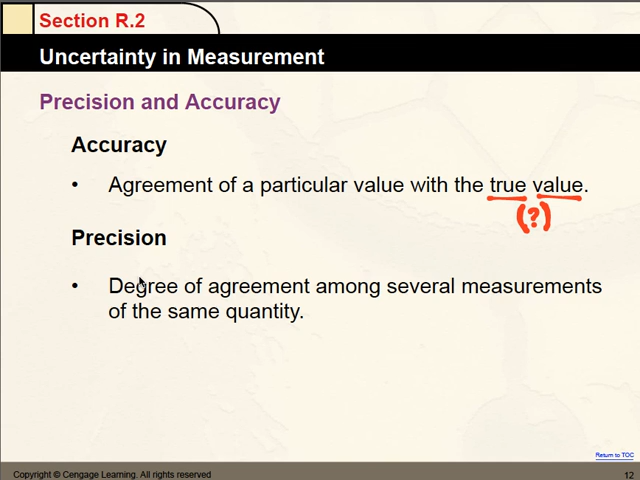 Section R.2
Uncertainty in Measurement
Precision and Accuracy
Accuracy
• Agreement of a particular value with the true value.
(?)
Precision
• Degree of agreement among several measurements
of the same quantity.
Return to TOC
Copyright © Cengage Learning. All rights reserved
12